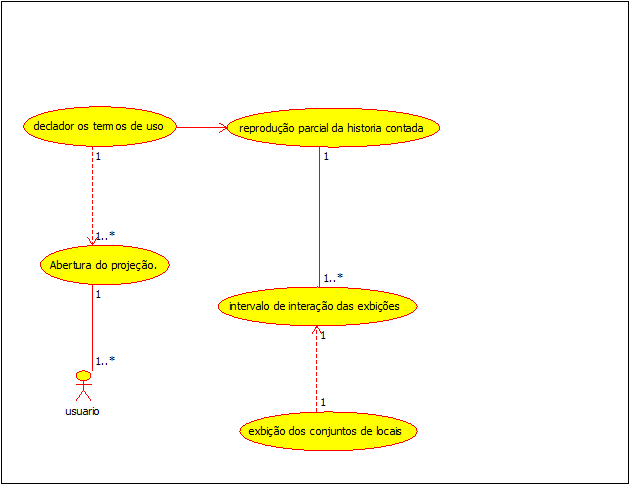 declador os termos de uso
reprodução parcial da historia contada
1
1
1..*
Abertura do projeção.
1..*
1
intervalo de interação das exbições
1
1..*
1
usuario
exbição dos conjuntos de locais